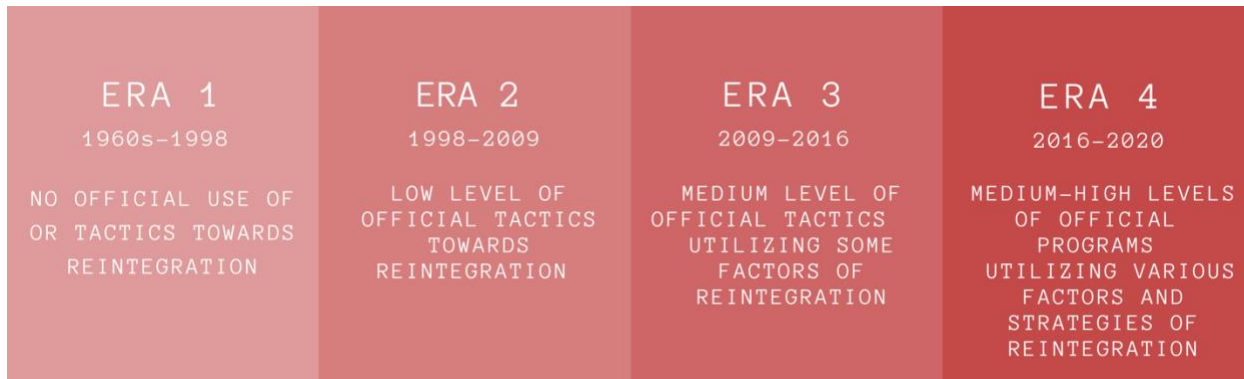 ERA 1
1960s–1998
NO OFFICIAL USE OF
OR TACTICS TOWARDS
REINTEGRATION
ERA 2
1998–2009
LOW LEVEL OF
OFFICIAL TACTICS
TOWARDS
REINTEGRATION
ERA 3
2009–2016
MEDIUM LEVEL OF
OFFICIAL TACTICS
UTILIZING SOME
FACTORS OF
REINTEGRATION
ERA 4
2016–2020
MEDIUM–HIGH LEVELS
OF OFFICIAL
PROGRAMS
UTILIZING VARIOUS
FACTORS AND
STRATEGIES OF
REINTEGRATION